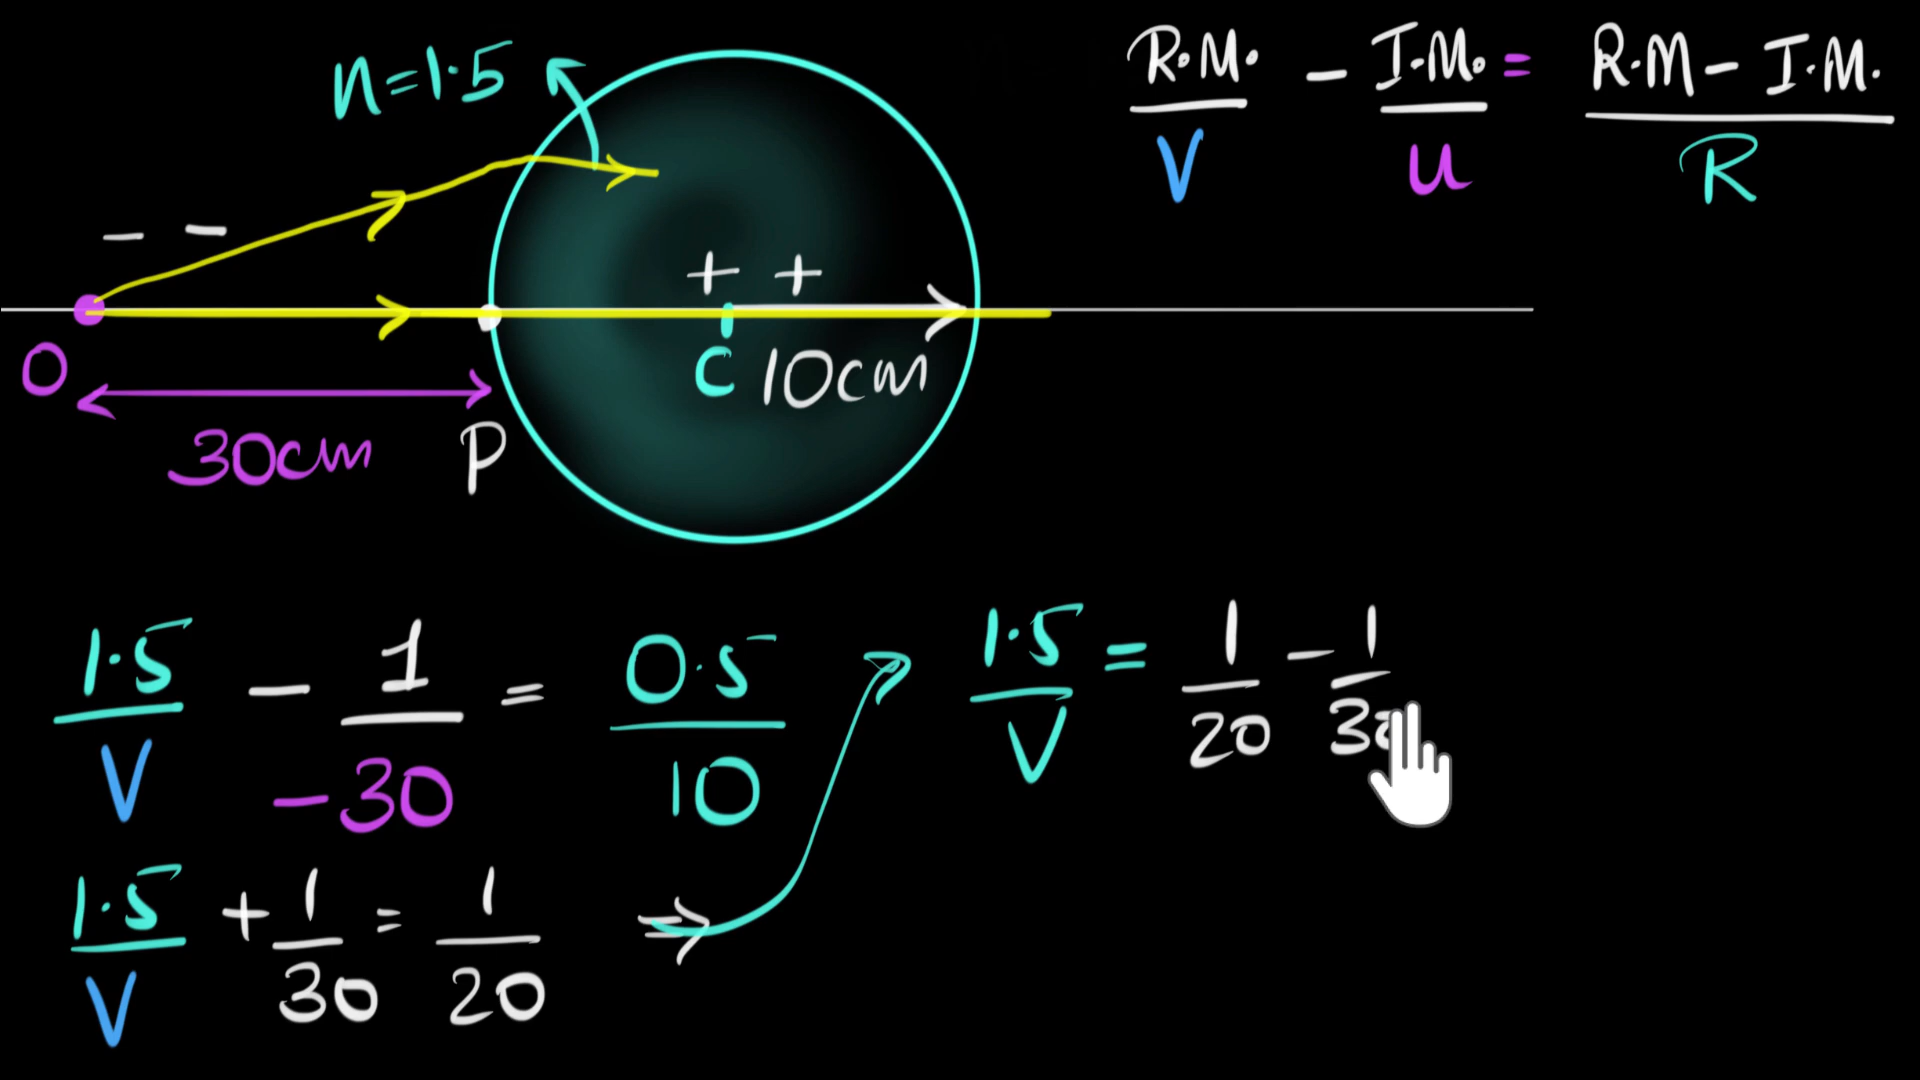 n=1.5
R.M. - I.M. = R.M - I.M.
V u R
- -
+ +
O
C 10cm
30cm
P
1.5/V - 1/-30 = 0.5/10
1.5/V + 1/30 = 1/20 ⇒
1.5/V = 1/20 - 1/30